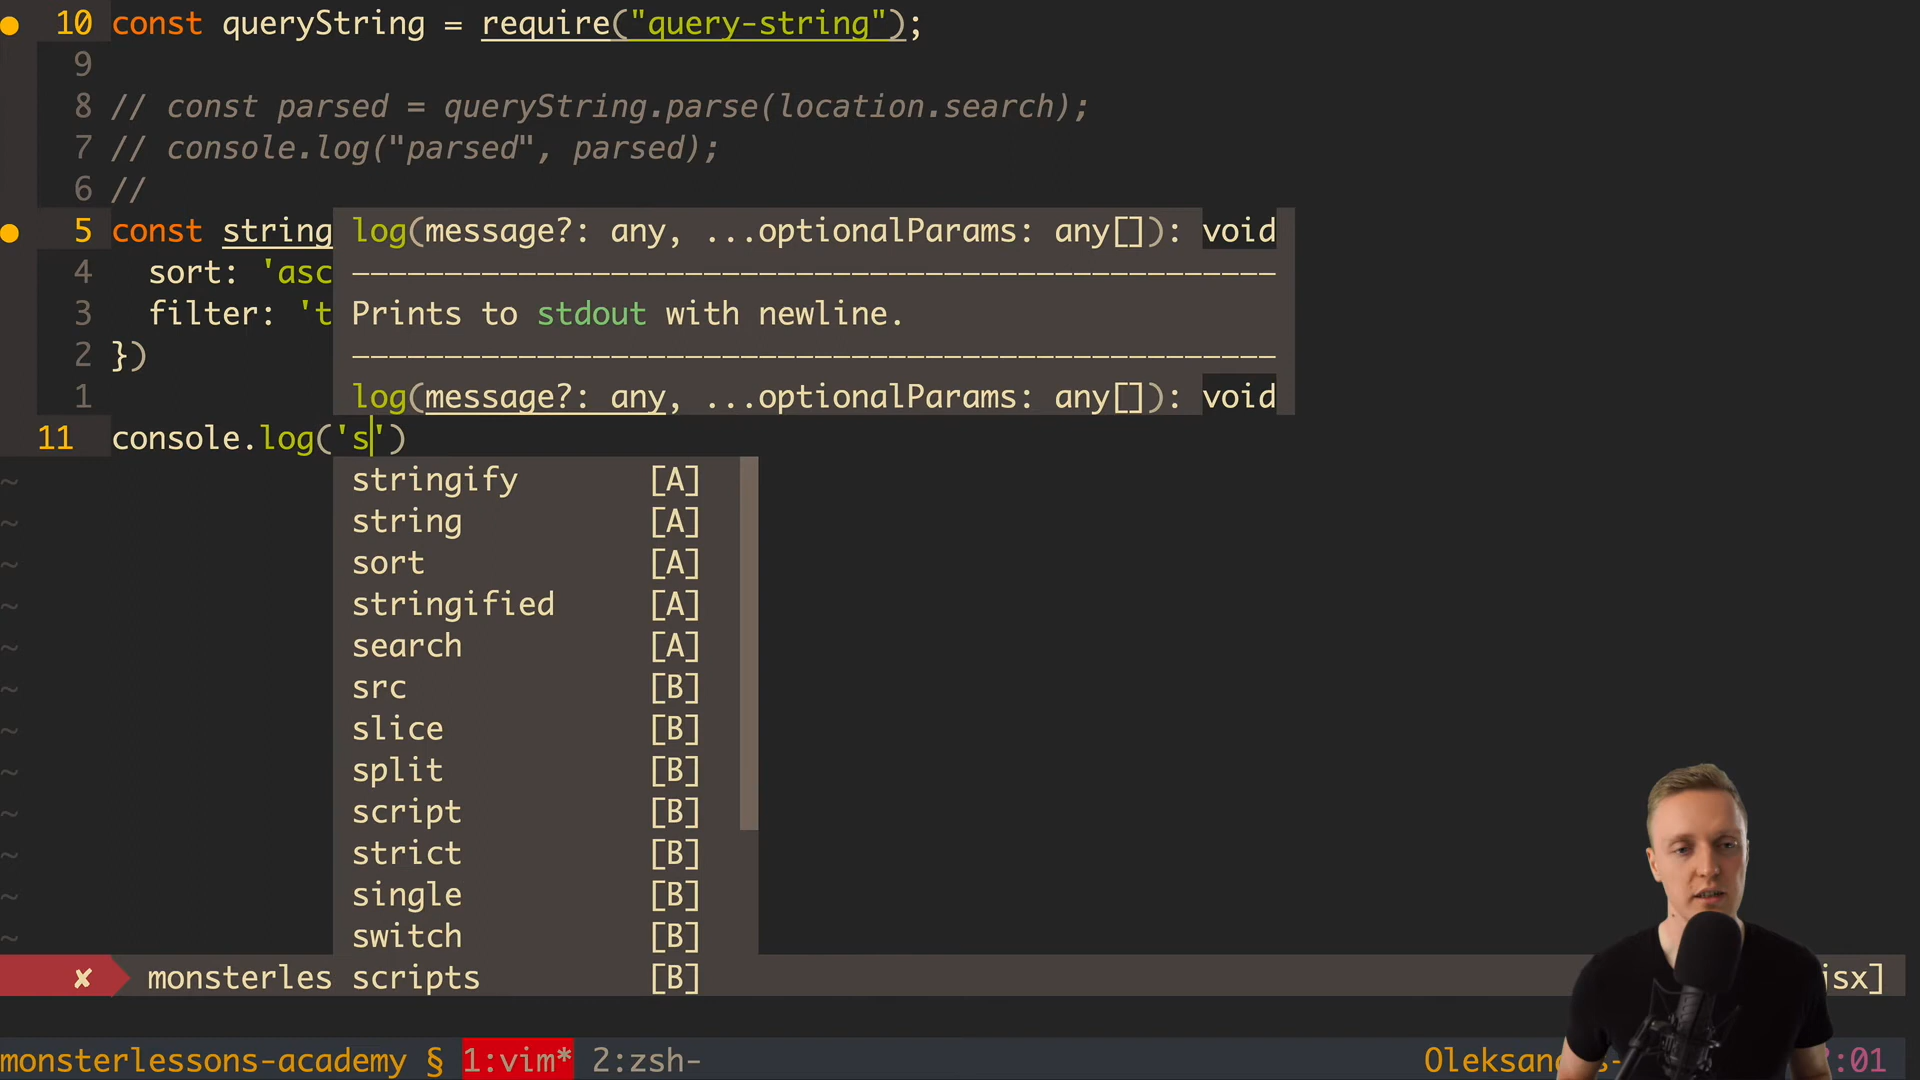 10 const queryString = require("query-string");
9
8 // const parsed = queryString.parse(location.search);
7 // console.log("parsed", parsed);
6 //
5 const string
4 sort: 'asc
3 filter: 't
2 })
1
log(message?: any, ...optionalParams: any[]): void
Prints to stdout with newline.
log(message?: any, ...optionalParams: any[]): void
11 console.log('s')
stringify [A]
string [A]
sort [A]
stringified [A]
search [A]
src [B]
slice [B]
split [B]
script [B]
strict [B]
single [B]
switch [B]
scripts [B]
✘ monsterles jsx]
monsterlessons-academy § 1:vim* 2:zsh- :01